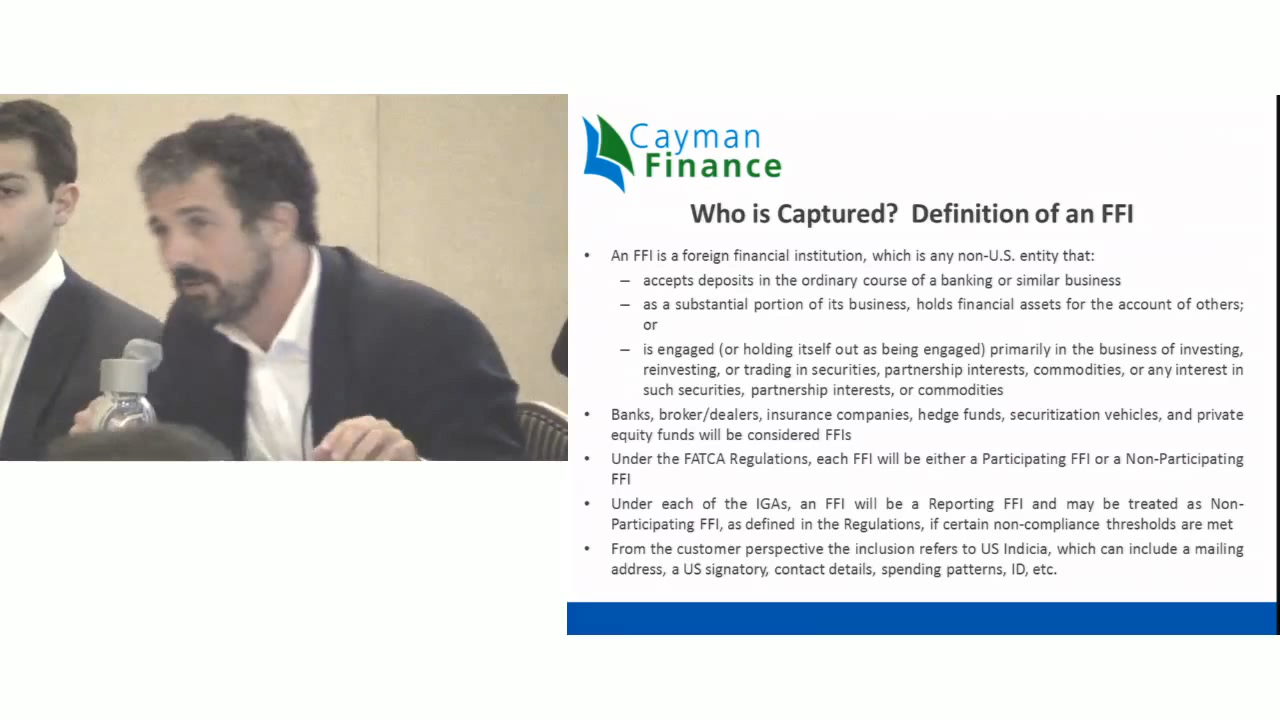 Cayman
Finance
Who is Captured? Definition of an FFI
• An FFI is a foreign financial institution, which is any non-U.S. entity that:
– accepts deposits in the ordinary course of a banking or similar business
– as a substantial portion of its business, holds financial assets for the account of others;
or
– is engaged (or holding itself out as being engaged) primarily in the business of investing,
reinvesting, or trading in securities, partnership interests, commodities, or any interest in
such securities, partnership interests, or commodities
• Banks, broker/dealers, insurance companies, hedge funds, securitization vehicles, and private
equity funds will be considered FFIs
• Under the FATCA Regulations, each FFI will be either a Participating FFI or a Non-Participating
FFI
• Under each of the IGAs, an FFI will be a Reporting FFI and may be treated as Non-
Participating FFI, as defined in the Regulations, if certain non-compliance thresholds are met
• From the customer perspective the inclusion refers to US Indicia, which can include a mailing
address, a US signatory, contact details, spending patterns, ID, etc.